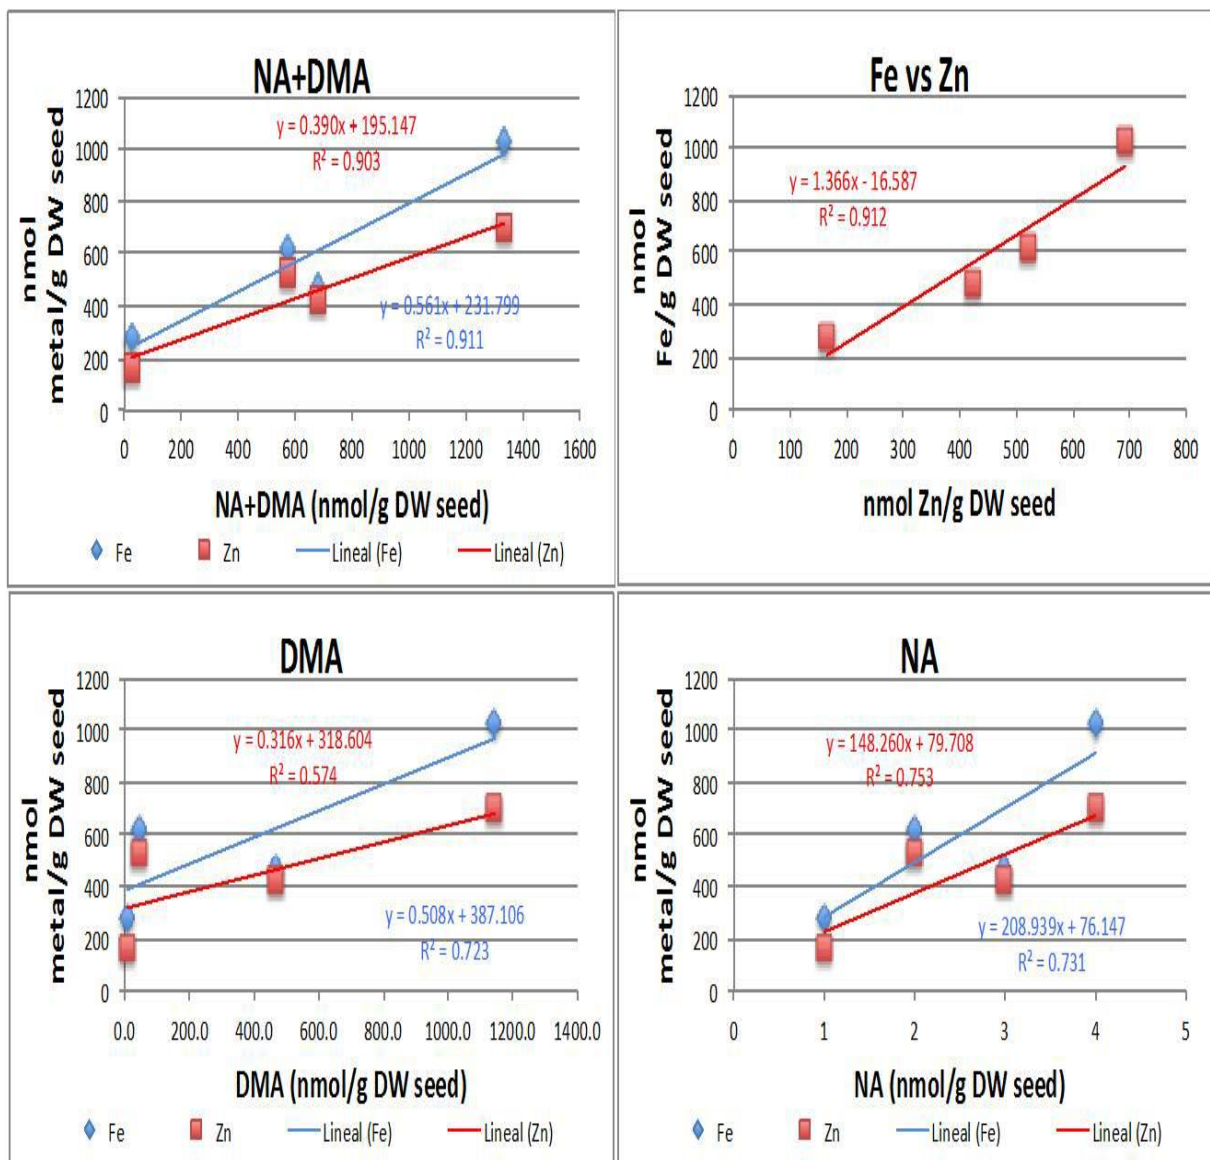 NA+DMA
nmol
metal/g DW seed
1200
1000
800
600
400
200
0
y = 0.390x + 195.147
R² = 0.903
y = 0.561x + 231.799
R² = 0.911
0 200 400 600 800 1000 1200 1400 1600
NA+DMA (nmol/g DW seed)
Fe Zn Lineal (Fe) Lineal (Zn)
Fe vs Zn
nmol
Fe/g DW seed
1200
1000
800
600
400
200
0
y = 1.366x - 16.587
R² = 0.912
0 100 200 300 400 500 600 700 800
nmol Zn/g DW seed
DMA
nmol
metal/g DW seed
1200
1000
800
600
400
200
0
y = 0.316x + 318.604
R² = 0.574
y = 0.508x + 387.106
R² = 0.723
0.0 200.0 400.0 600.0 800.0 1000.0 1200.0 1400.0
DMA (nmol/g DW seed)
Fe Zn Lineal (Fe) Lineal (Zn)
NA
nmol
metal/g DW seed
1200
1000
800
600
400
200
0
y = 148.260x + 79.708
R² = 0.753
y = 208.939x + 76.147
R² = 0.731
0 1 2 3 4 5
NA (nmol/g DW seed)
Fe Zn Lineal (Fe) Lineal (Zn)